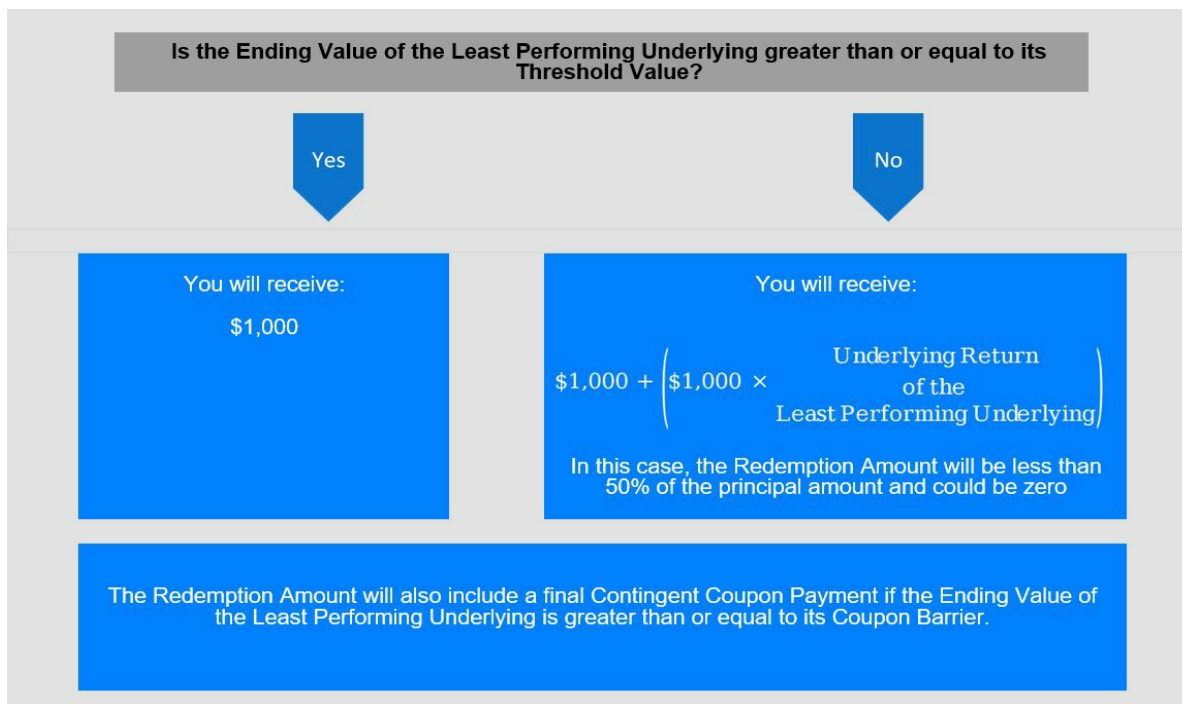 Is the Ending Value of the Least Performing Underlying greater than or equal to its
Threshold Value?
Yes
No
You will receive:
$1,000
You will receive:
$1,000 + ($1,000 × Underlying Return
of the
Least Performing Underlying)
In this case, the Redemption Amount will be less than
50% of the principal amount and could be zero
The Redemption Amount will also include a final Contingent Coupon Payment if the Ending Value of
the Least Performing Underlying is greater than or equal to its Coupon Barrier.